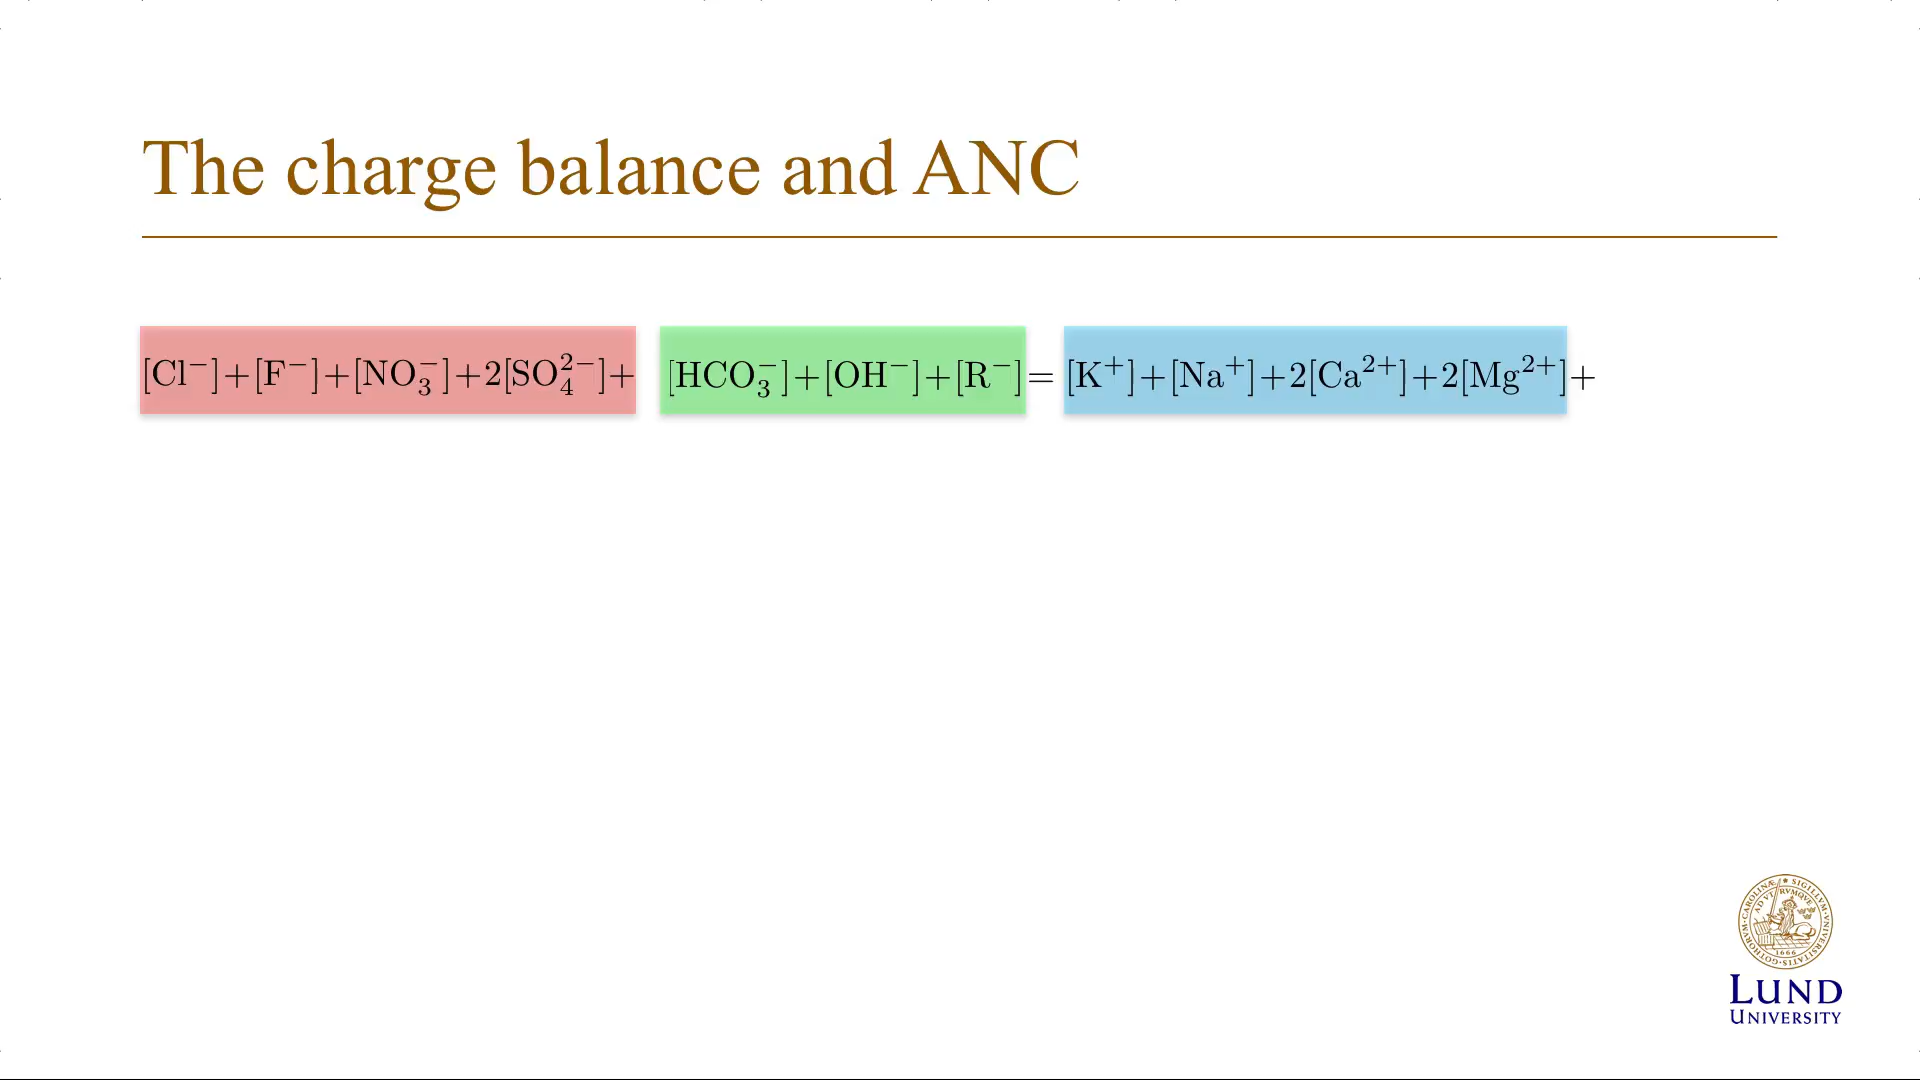 The charge balance and ANC
[Cl⁻]+[F⁻]+[NO₃⁻]+2[SO₄²⁻]+ [HCO₃⁻]+[OH⁻]+[R⁻]= [K⁺]+[Na⁺]+2[Ca²⁺]+2[Mg²⁺]+
LUND
UNIVERSITY